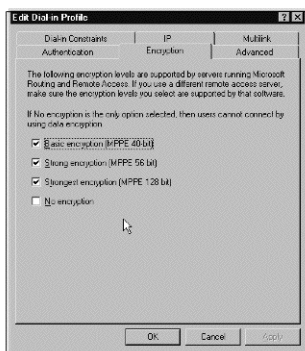 Edit Dial-in Profile
Dial-in Constraints
IP
Multilink
Authentication
Encryption
Advanced
The following encryption levels are supported by servers running Microsoft
Routing and Remote Access. If you use a different remote access server,
make sure the encryption levels you select are supported by that software.
If No encryption is the only option selected, then users cannot connect by
using data encryption.
Basic encryption (MPPE 40-bit)
Strong encryption (MPPE 56 bit)
Strongest encryption (MPPE 128 bit)
No encryption
OK
Cancel
Apply